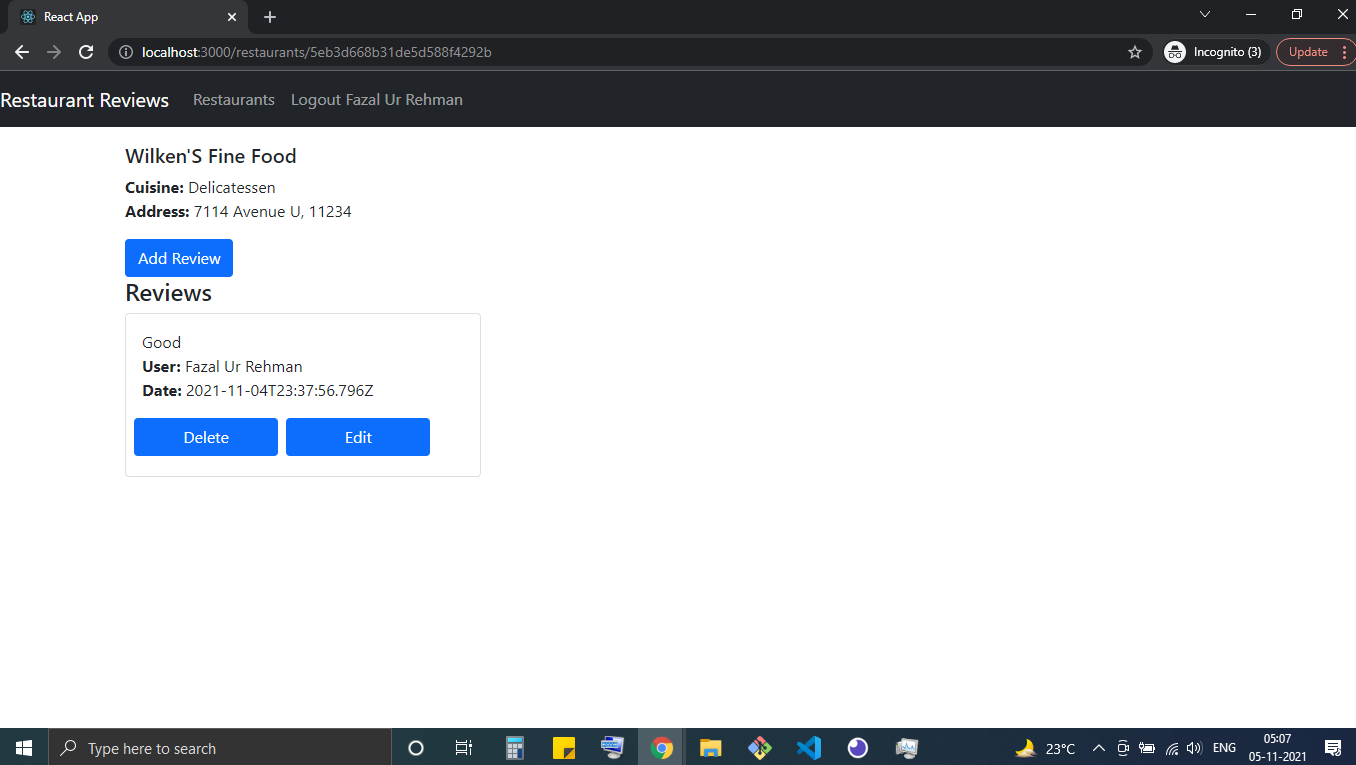 React App
localhost:3000/restaurants/5eb3d668b31de5d588f4292b
Incognito (3)
Update
Restaurant Reviews
Restaurants
Logout Fazal Ur Rehman
Wilken'S Fine Food
Cuisine: Delicatessen
Address: 7114 Avenue U, 11234
Add Review
Reviews
Good
User: Fazal Ur Rehman
Date: 2021-11-04T23:37:56.796Z
Delete
Edit
Type here to search
23°C
ENG
05:07
05-11-2021